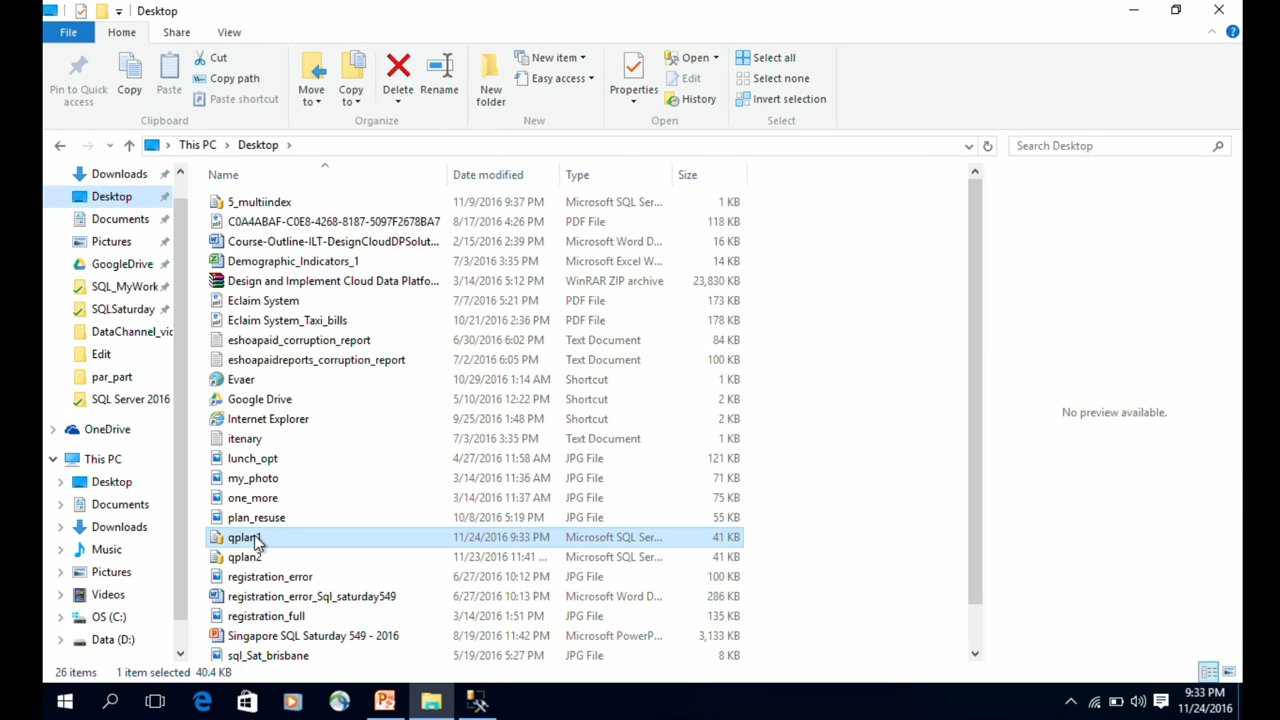 Desktop
File Home Share View
Pin to Quick access
Copy
Paste
Cut
Copy path
Paste shortcut
Clipboard
Move to
Copy to
Delete
Rename
Organize
New folder
New item
Easy access
New
Properties
Open
Edit
History
Open
Select all
Select none
Invert selection
Select
This PC Desktop
Search Desktop
Downloads
Desktop
Documents
Pictures
GoogleDrive
SQL_MyWork
SQLSaturday
DataChannel_vic
Edit
par_part
SQL Server 2016
OneDrive
This PC
Desktop
Documents
Downloads
Music
Pictures
Videos
OS (C:)
Data (D:)
Name Date modified Type Size
5_multiindex 11/9/2016 9:37 PM Microsoft SQL Ser... 1 KB
C0A4ABAF-C0E8-4268-8187-5097F2678BA7 8/17/2016 4:26 PM PDF File 118 KB
Course-Outline-ILT-DesignCloudDPSolut... 2/15/2016 2:39 PM Microsoft Word D... 16 KB
Demographic_Indicators_1 7/3/2016 3:35 PM Microsoft Excel W... 14 KB
Design and Implement Cloud Data Platfo... 3/14/2016 5:12 PM WinRAR ZIP archive 23,830 KB
Eclaim System 7/7/2016 5:21 PM PDF File 173 KB
Eclaim System_Taxi_bills 10/21/2016 2:36 PM PDF File 178 KB
eshoapaid_corruption_report 6/30/2016 6:02 PM Text Document 84 KB
eshoapaidreports_corruption_report 7/2/2016 6:05 PM Text Document 100 KB
Evaer 10/29/2016 1:14 AM Shortcut 1 KB
Google Drive 5/10/2016 12:22 PM Shortcut 2 KB
Internet Explorer 9/25/2016 1:48 PM Shortcut 2 KB
itenary 7/3/2016 3:35 PM Text Document 1 KB
lunch_opt 4/27/2016 11:58 AM JPG File 121 KB
my_photo 3/14/2016 11:36 AM JPG File 71 KB
one_more 3/14/2016 11:37 AM JPG File 75 KB
plan_resuse 10/8/2016 5:19 PM JPG File 55 KB
qplan1 11/24/2016 9:33 PM Microsoft SQL Ser... 41 KB
qplan2 11/23/2016 11:41 ... Microsoft SQL Ser... 41 KB
registration_error 6/27/2016 10:12 PM JPG File 100 KB
registration_error_Sql_saturday549 6/27/2016 10:13 PM Microsoft Word D... 286 KB
registration_full 3/14/2016 1:51 PM JPG File 135 KB
Singapore SQL Saturday 549 - 2016 8/19/2016 11:42 PM Microsoft PowerP... 3,133 KB
sql_Sat_brisbane 5/19/2016 5:27 PM JPG File 8 KB
No preview available.
26 items 1 item selected 40.4 KB
9:33 PM
11/24/2016